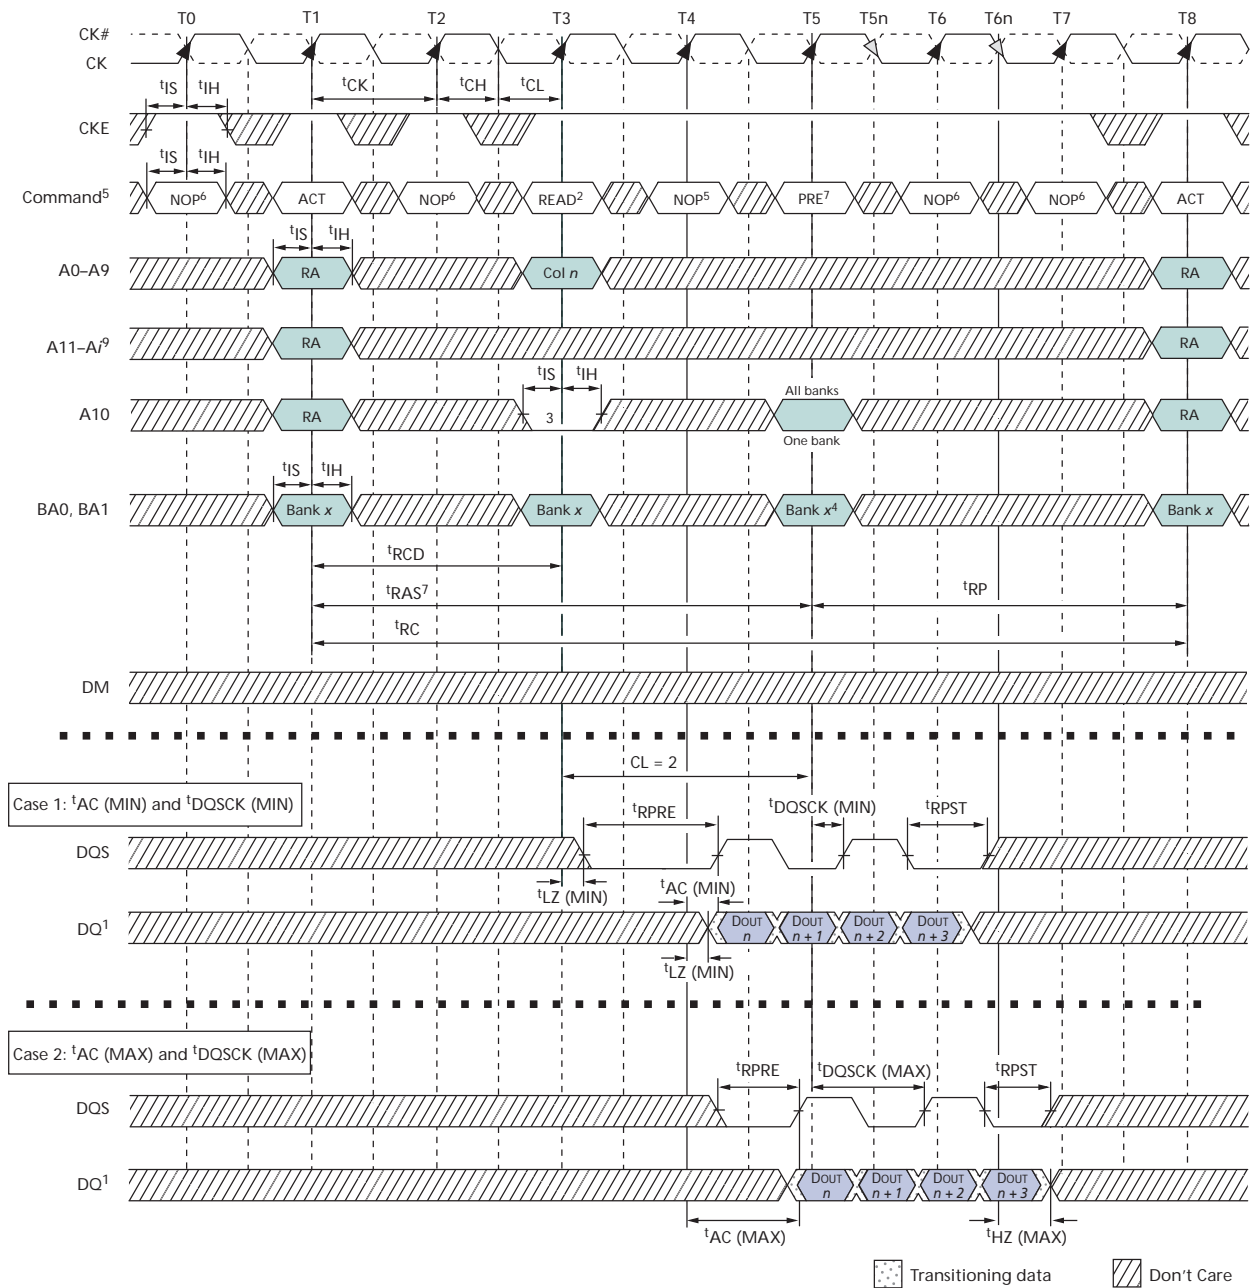 T0 T1 T2 T3 T4 T5 T5n T6 T6n T7 T8
CK#
CK
tIS tIH tCK tCH tCL
CKE
tIS tIH
Command5 NOP6 ACT NOP6 READ2 NOP5 PRE7 NOP6 NOP6 ACT
tIS tIH
A0–A9 RA Col n RA
A11–Ai9 RA RA
tIS tIH All banks
A10 RA 3 RA
One bank
tIS tIH
BA0, BA1 Bank x Bank x Bank x4 Bank x
tRCD
tRAS7 tRP
tRC
DM
CL = 2
Case 1: tAC (MIN) and tDQSCK (MIN)
tRPRE tDQSCK (MIN) tRPST
DQS
tLZ (MIN) tAC (MIN)
DQ1 DOUT n DOUT n + 1 DOUT n + 2 DOUT n + 3
tLZ (MIN)
Case 2: tAC (MAX) and tDQSCK (MAX)
tRPRE tDQSCK (MAX) tRPST
DQS
DQ1 DOUT n DOUT n + 1 DOUT n + 2 DOUT n + 3
tAC (MAX) tHZ (MAX)
Transitioning data Don't Care